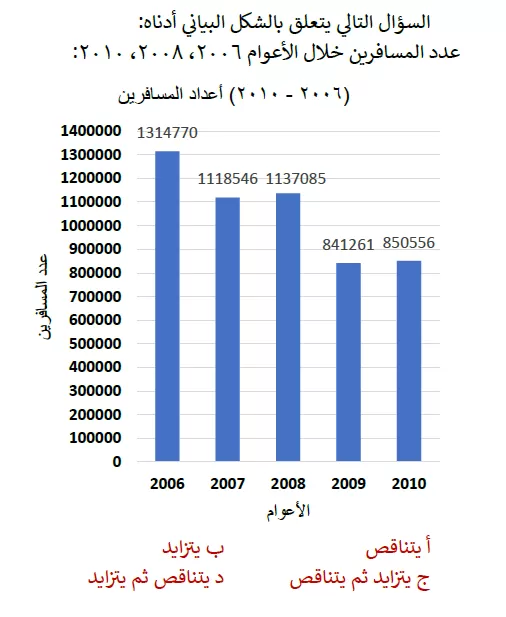 السؤال التالي يتعلق بالشكل البياني أدناه:
عدد المسافرين خلال الأعوام ٢٠٠٦، ٢٠٠٨، ٢٠١٠:
(٢٠٠٦ - ٢٠١٠) أعداد المسافرين
1400000
1300000
1200000
1100000
1000000
900000
800000
700000
600000
500000
400000
300000
200000
100000
0
عدد المسافرين
1314770
1118546
1137085
841261
850556
2006 2007 2008 2009 2010
الأعوام
أ يتناقص ب يتزايد
ج يتزايد ثم يتناقص د يتناقص ثم يتزايد